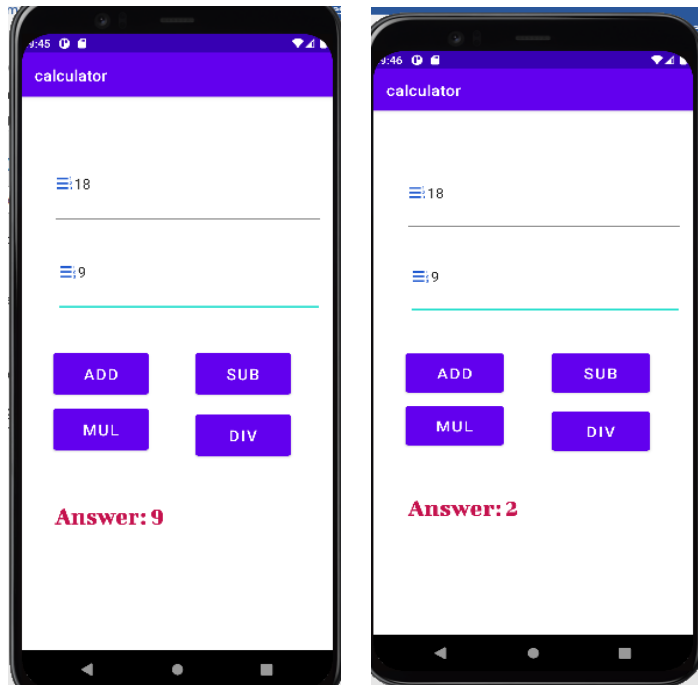 9:45
calculator
18
9
ADD SUB
MUL DIV
Answer: 9
9:46
calculator
18
9
ADD SUB
MUL DIV
Answer: 2